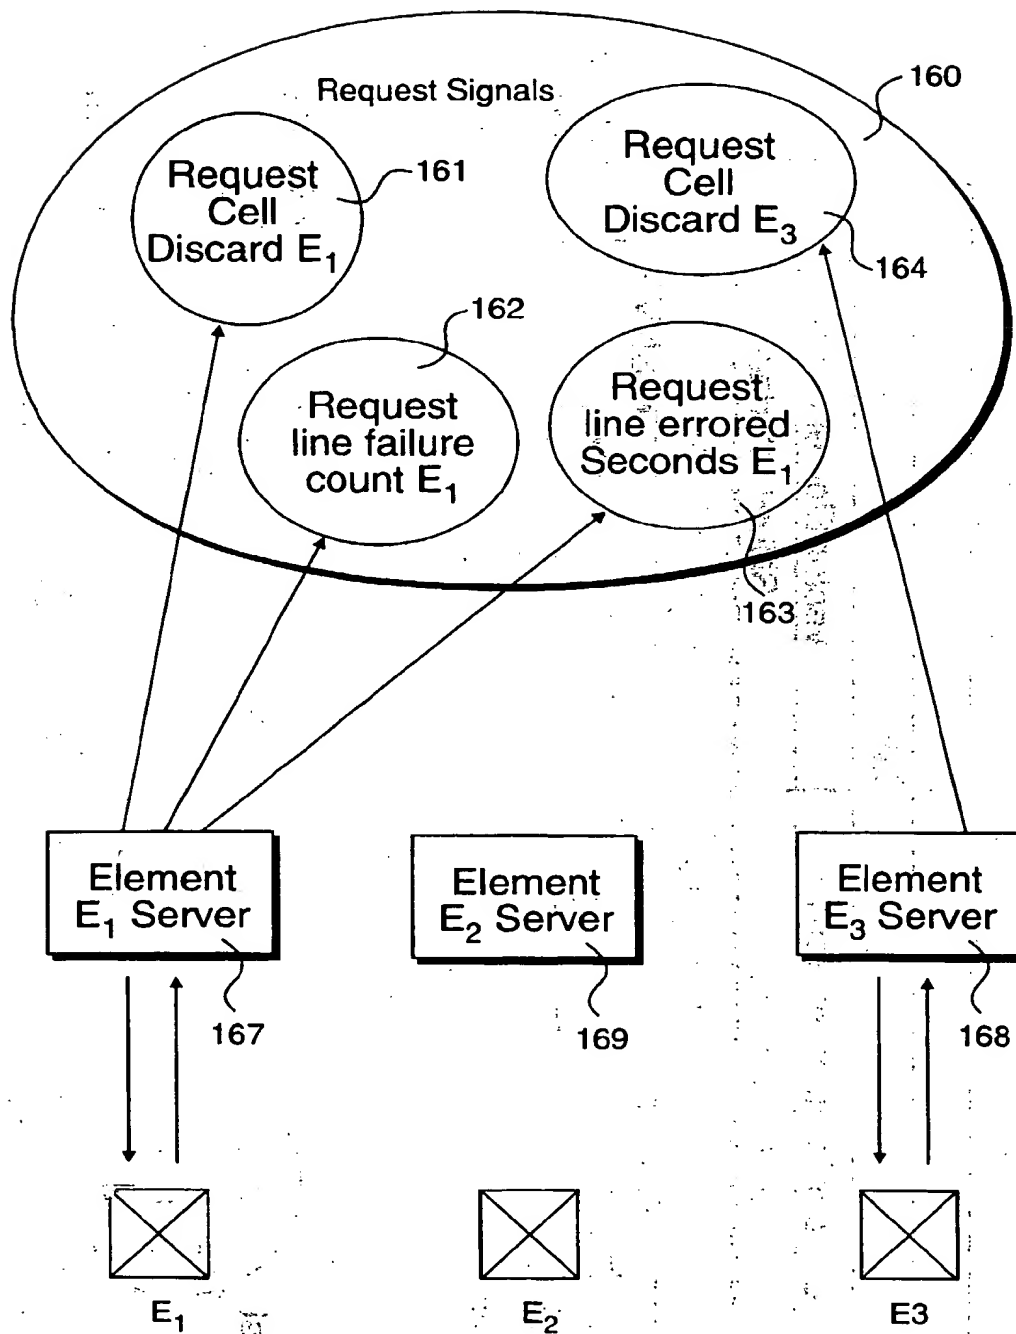 Request Signals
160
Request
Cell
Discard E₁
161
Request
Cell
Discard E₃
164
162
Request
line failure
count E₁
Request
line errored
Seconds E₁
163
Element
E₁ Server
167
Element
E₂ Server
169
Element
E₃ Server
168
E₁
E₂
E3